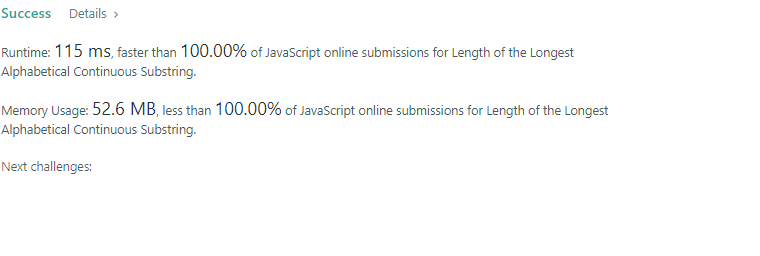 Success Details ›
Runtime: 115 ms, faster than 100.00% of JavaScript online submissions for Length of the Longest
Alphabetical Continuous Substring.
Memory Usage: 52.6 MB, less than 100.00% of JavaScript online submissions for Length of the Longest
Alphabetical Continuous Substring.
Next challenges: